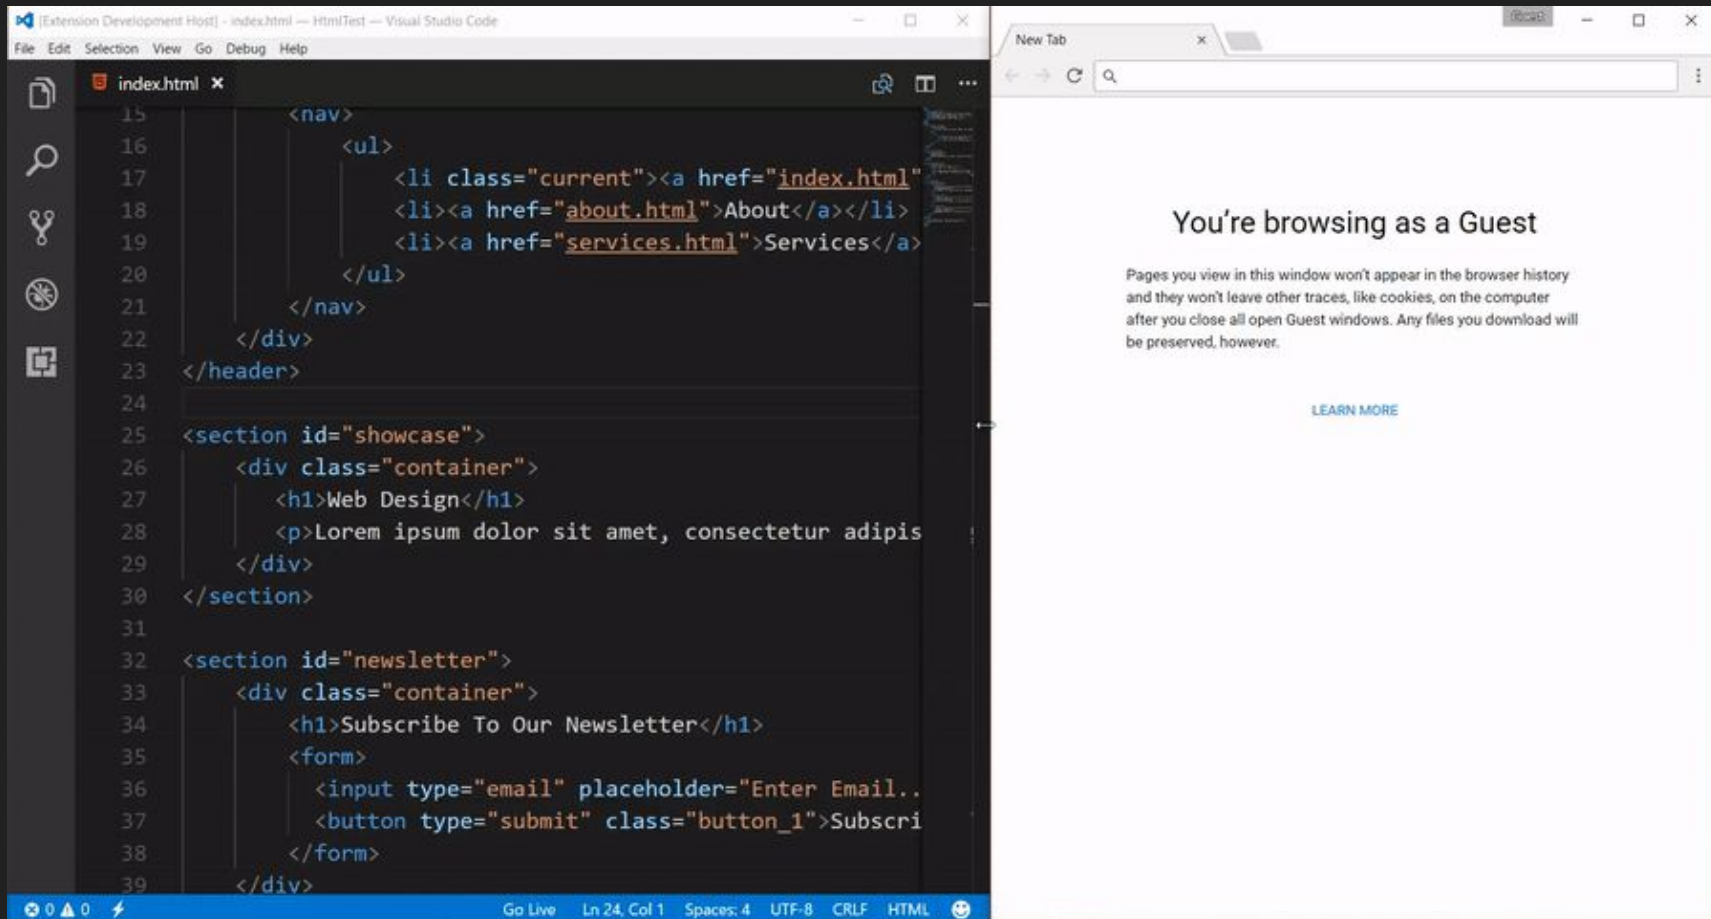 [Extension Development Host] - index.html — HtmlTest — Visual Studio Code
File Edit Selection View Go Debug Help
index.html
15 <nav>
16 <ul>
17 <li class="current"><a href="index.html"
18 <li><a href="about.html">About</a></li>
19 <li><a href="services.html">Services</a>
20 </ul>
21 </nav>
22 </div>
23 </header>
24
25 <section id="showcase">
26 <div class="container">
27 <h1>Web Design</h1>
28 <p>Lorem ipsum dolor sit amet, consectetur adipis
29 </div>
30 </section>
31
32 <section id="newsletter">
33 <div class="container">
34 <h1>Subscribe To Our Newsletter</h1>
35 <form>
36 <input type="email" placeholder="Enter Email..
37 <button type="submit" class="button_1">Subscri
38 </form>
39 </div>
0 0 Go Live Ln 24, Col 1 Spaces: 4 UTF-8 CRLF HTML
Guest
New Tab
You're browsing as a Guest
Pages you view in this window won't appear in the browser history
and they won't leave other traces, like cookies, on the computer
after you close all open Guest windows. Any files you download will
be preserved, however.
LEARN MORE